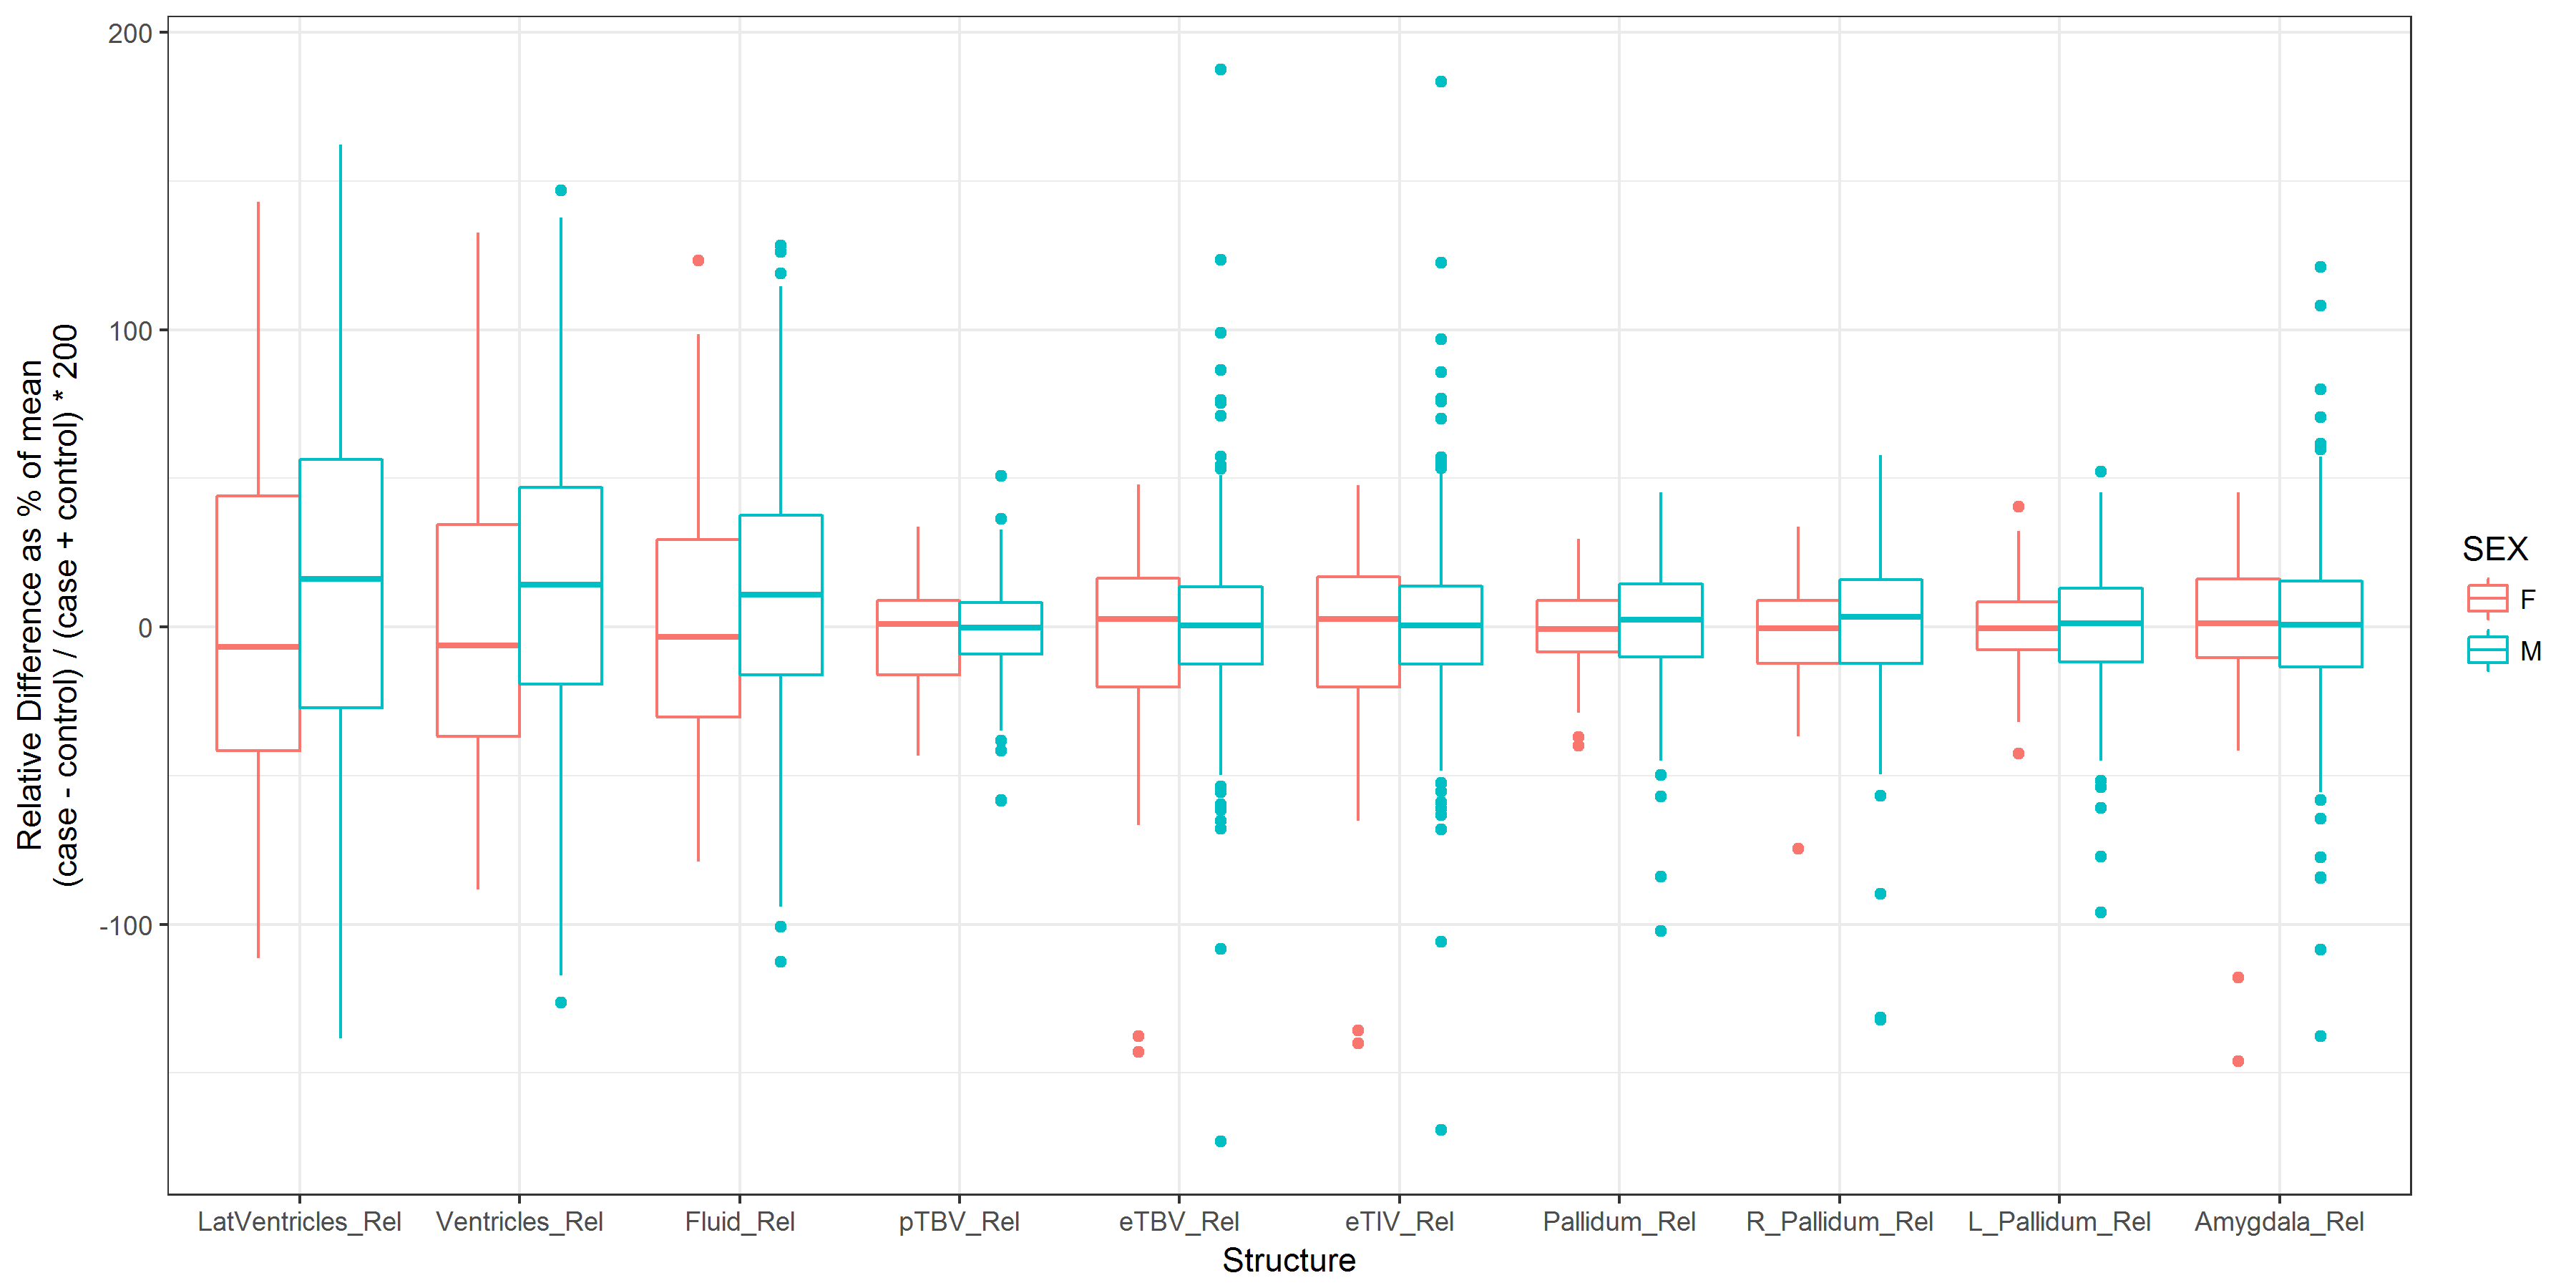 Relative Difference as % of mean
(case - control) / (case + control) * 200
200
100
0
-100
LatVentricles_Rel
Ventricles_Rel
Fluid_Rel
pTBV_Rel
eTBV_Rel
eTIV_Rel
Pallidum_Rel
R_Pallidum_Rel
L_Pallidum_Rel
Amygdala_Rel
Structure
SEX
F
M